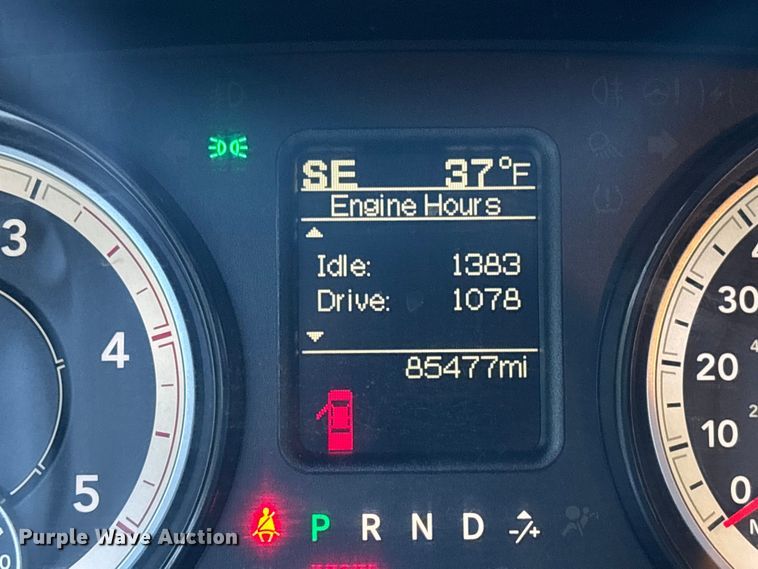 SE 37°F
Engine Hours
Idle: 1383
Drive: 1078
85477mi
3
4
5
30
20
10
0
P R N D -/+
Purple Wave Auction®